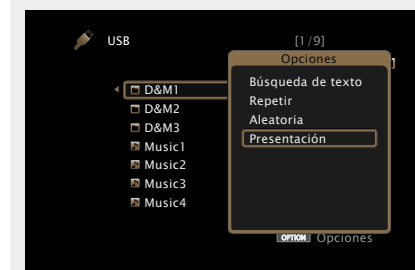 USB
[1/9]
Opciones
D&M1
D&M2
D&M3
Music1
Music2
Music3
Music4
Búsqueda de texto
Repetir
Aleatoria
Presentación
OPTION Opciones